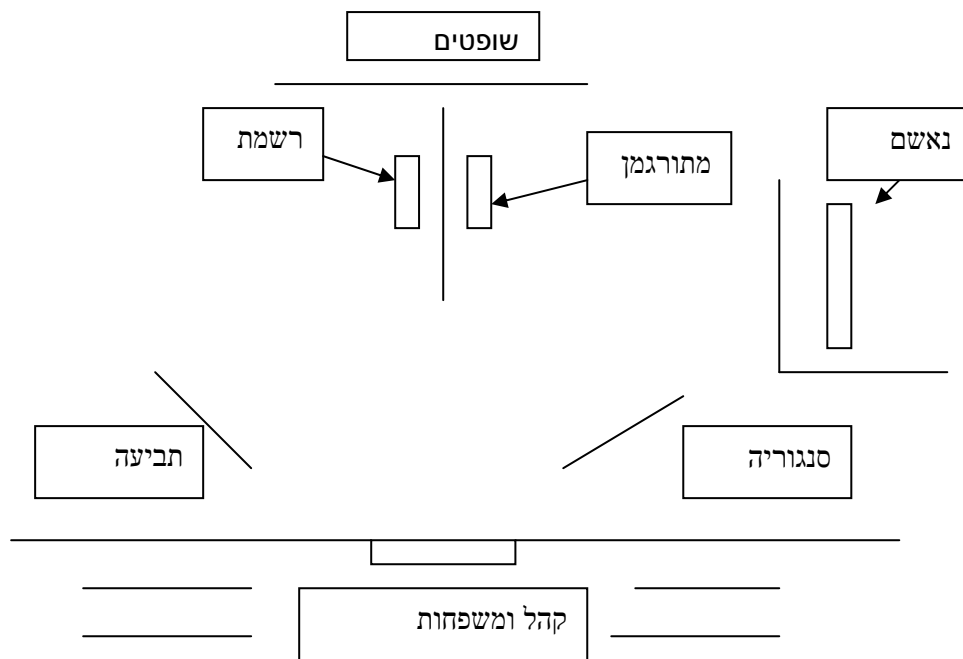 שופטים
נאשם
מתורגמן
רשמת
סנגוריה
תביעה
קהל ומשפחות